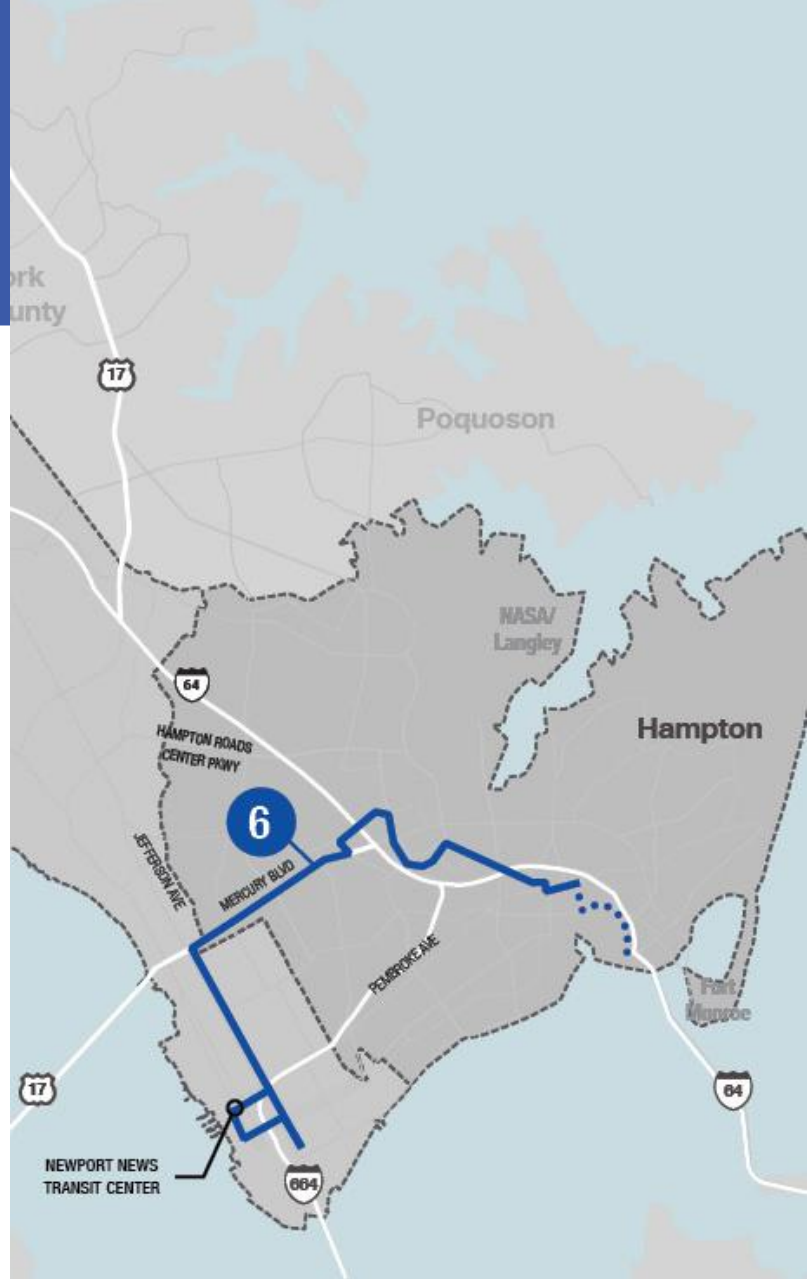 ork
unty
17
Poquoson
NASA/
Langley
64
Hampton
HAMPTON ROADS
CENTER PKWY
6
JEFFERSON AVE
MERCURY BLVD
PEMBROKE AVE
Fort
Monroe
17
64
NEWPORT NEWS
TRANSIT CENTER
664